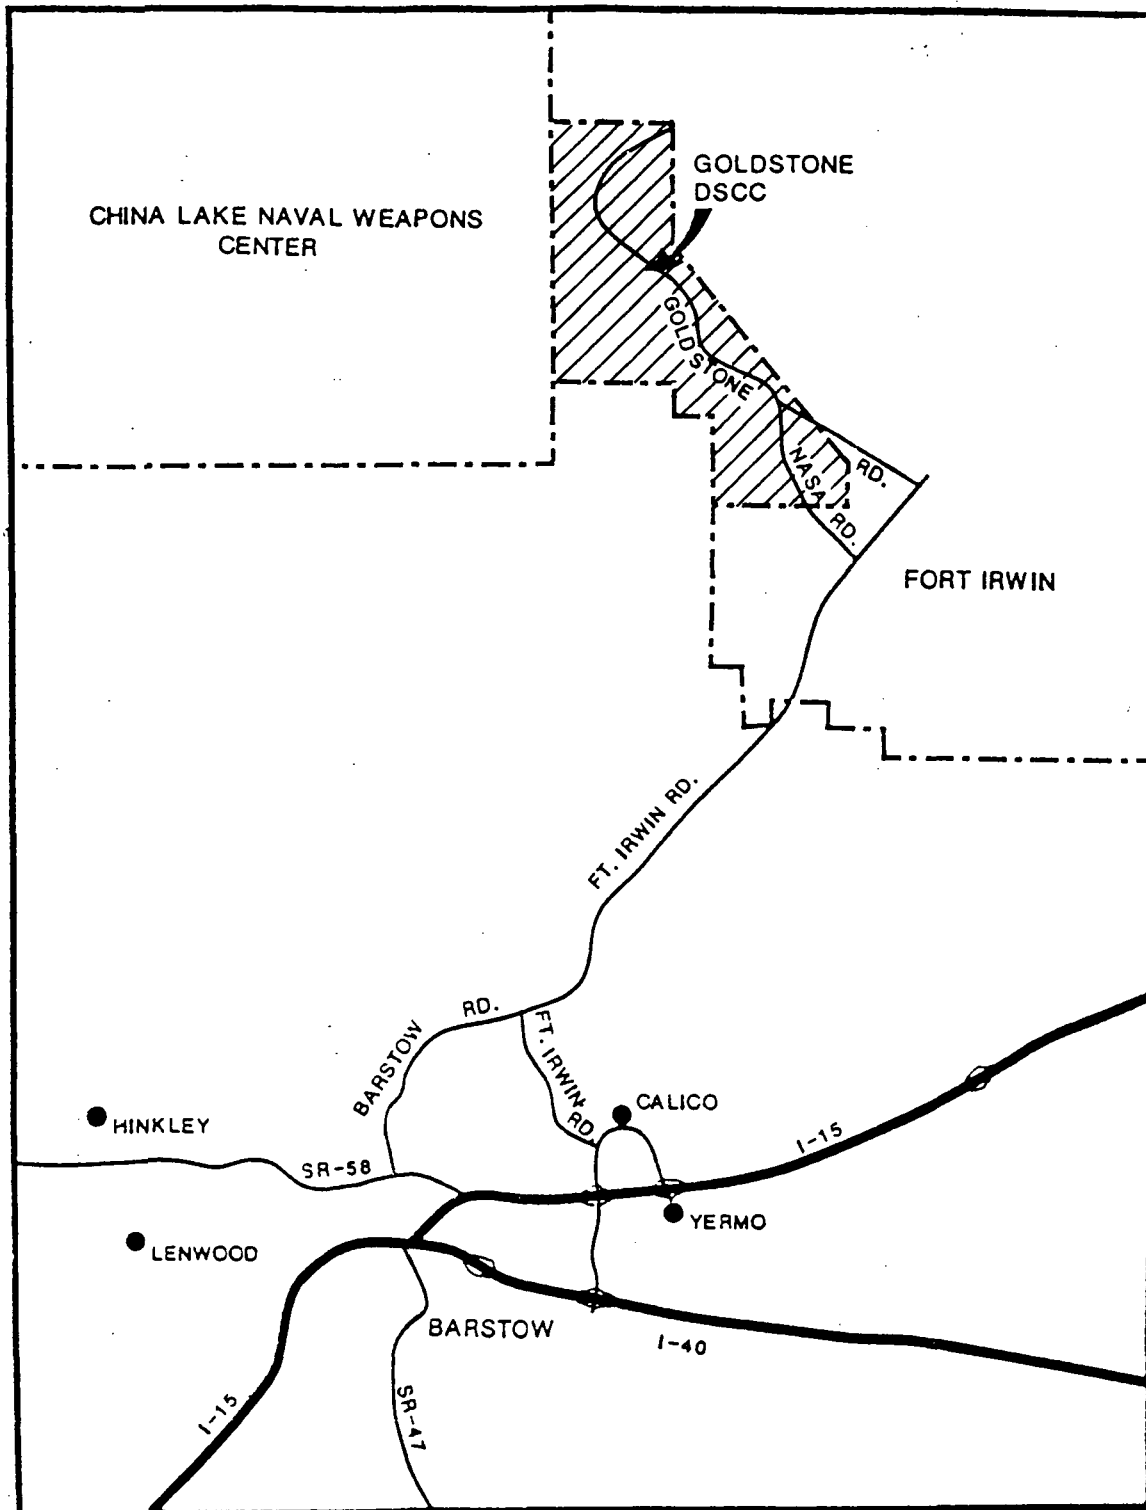 GOLDSTONE
DSCC
CHINA LAKE NAVAL WEAPONS
CENTER
GOLDSTONE
RD.
NASA RD.
FORT IRWIN
FT. IRWIN RD.
BARSTOW RD.
FT. IRWIN RD.
CALICO
HINKLEY
I-15
SR-58
YERMO
LENWOOD
BARSTOW
I-40
I-15
SR-47